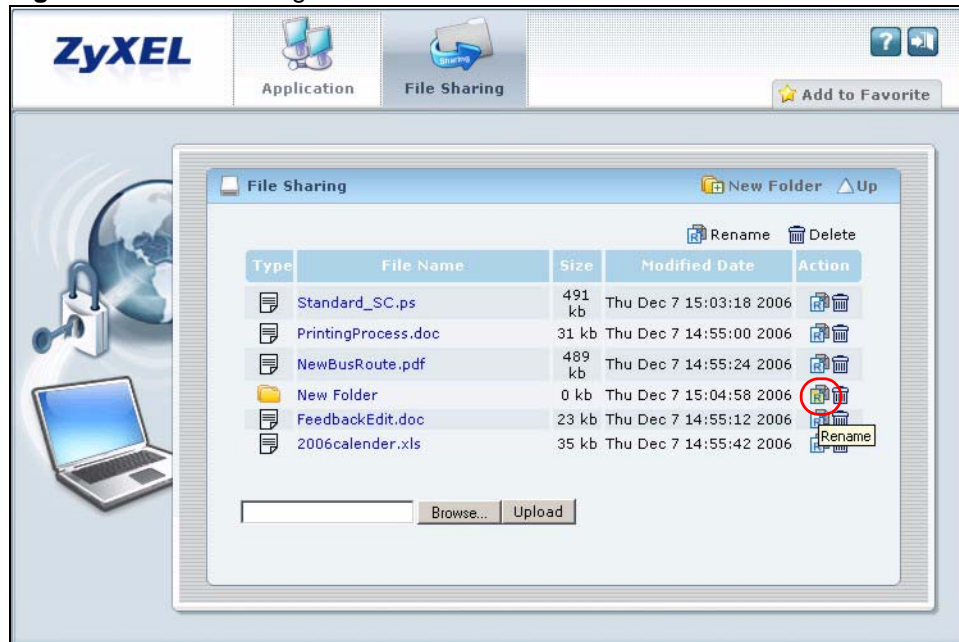 ZyXEL
Application
Sharing
File Sharing
?
Add to Favorite
File Sharing
New Folder
Up
Rename
Delete
Type File Name Size Modified Date Action
Standard_SC.ps 491 kb Thu Dec 7 15:03:18 2006
PrintingProcess.doc 31 kb Thu Dec 7 14:55:00 2006
NewBusRoute.pdf 489 kb Thu Dec 7 14:55:24 2006
New Folder 0 kb Thu Dec 7 15:04:58 2006
FeedbackEdit.doc 23 kb Thu Dec 7 14:55:12 2006
Rename
2006calender.xls 35 kb Thu Dec 7 14:55:42 2006
Browse... Upload